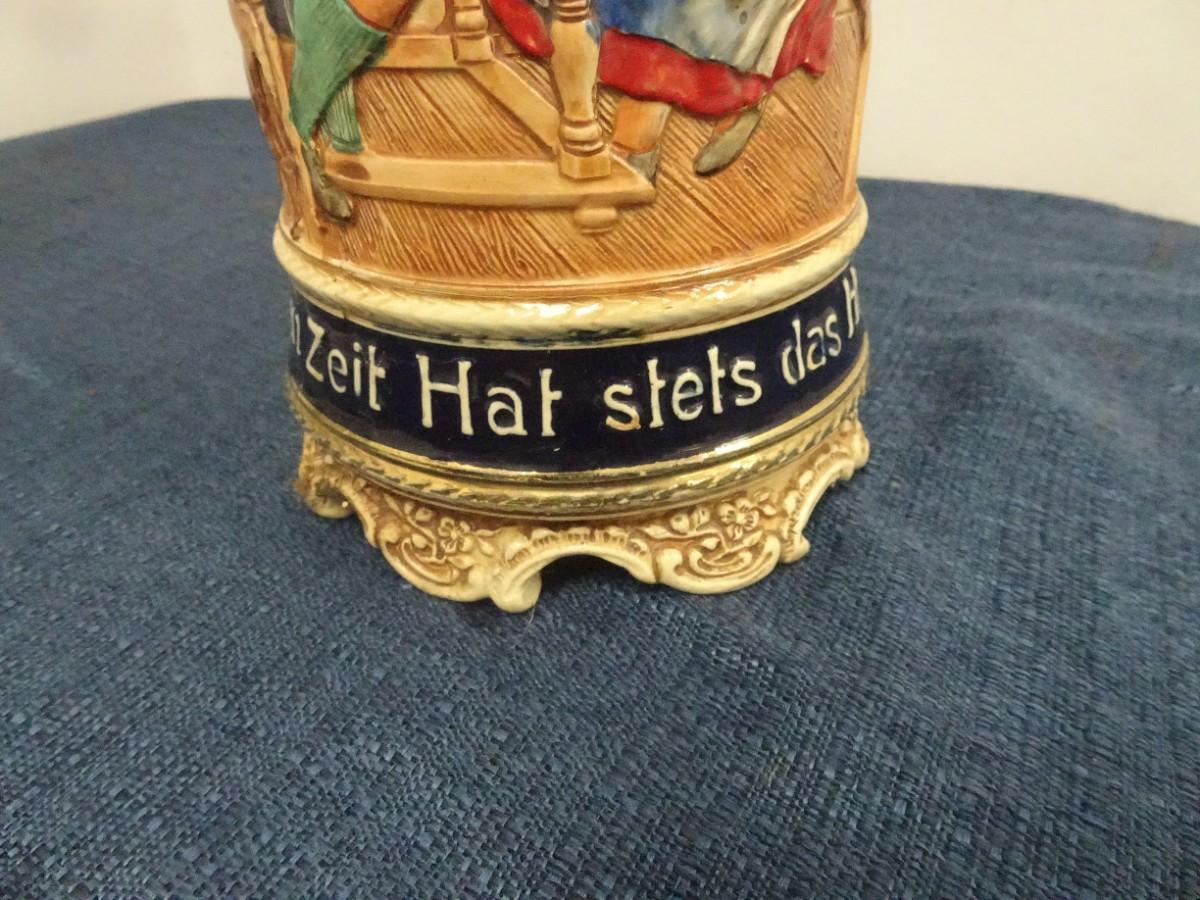 Zeit Hat stets das